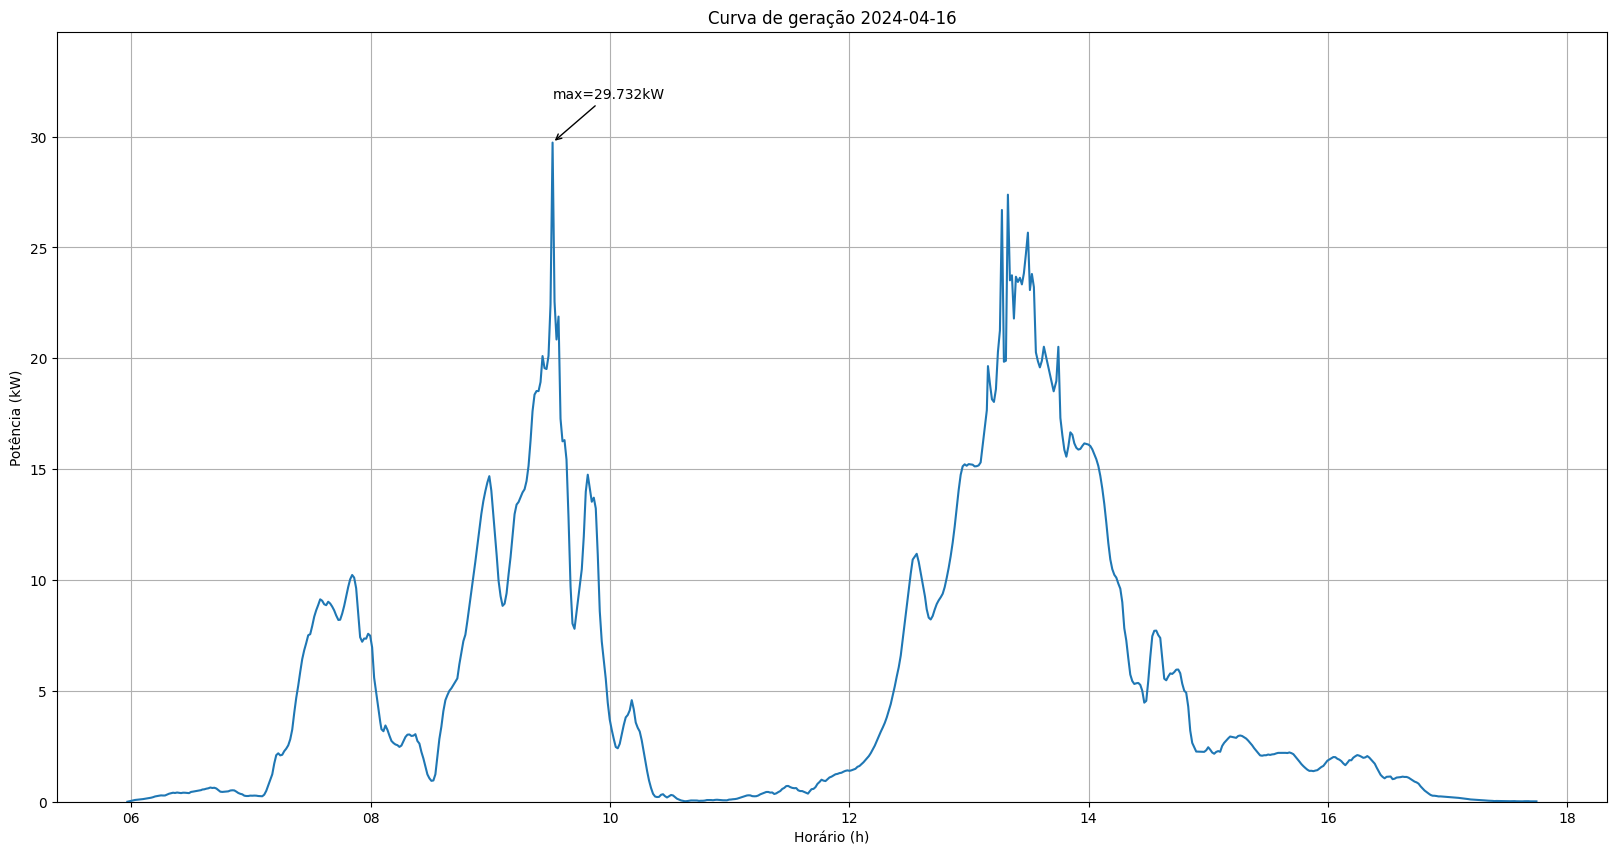 Curva de geração 2024-04-16
max=29.732kW
Potência (kW)
30
25
20
15
10
5
0
06 08 10 12 14 16 18
Horário (h)